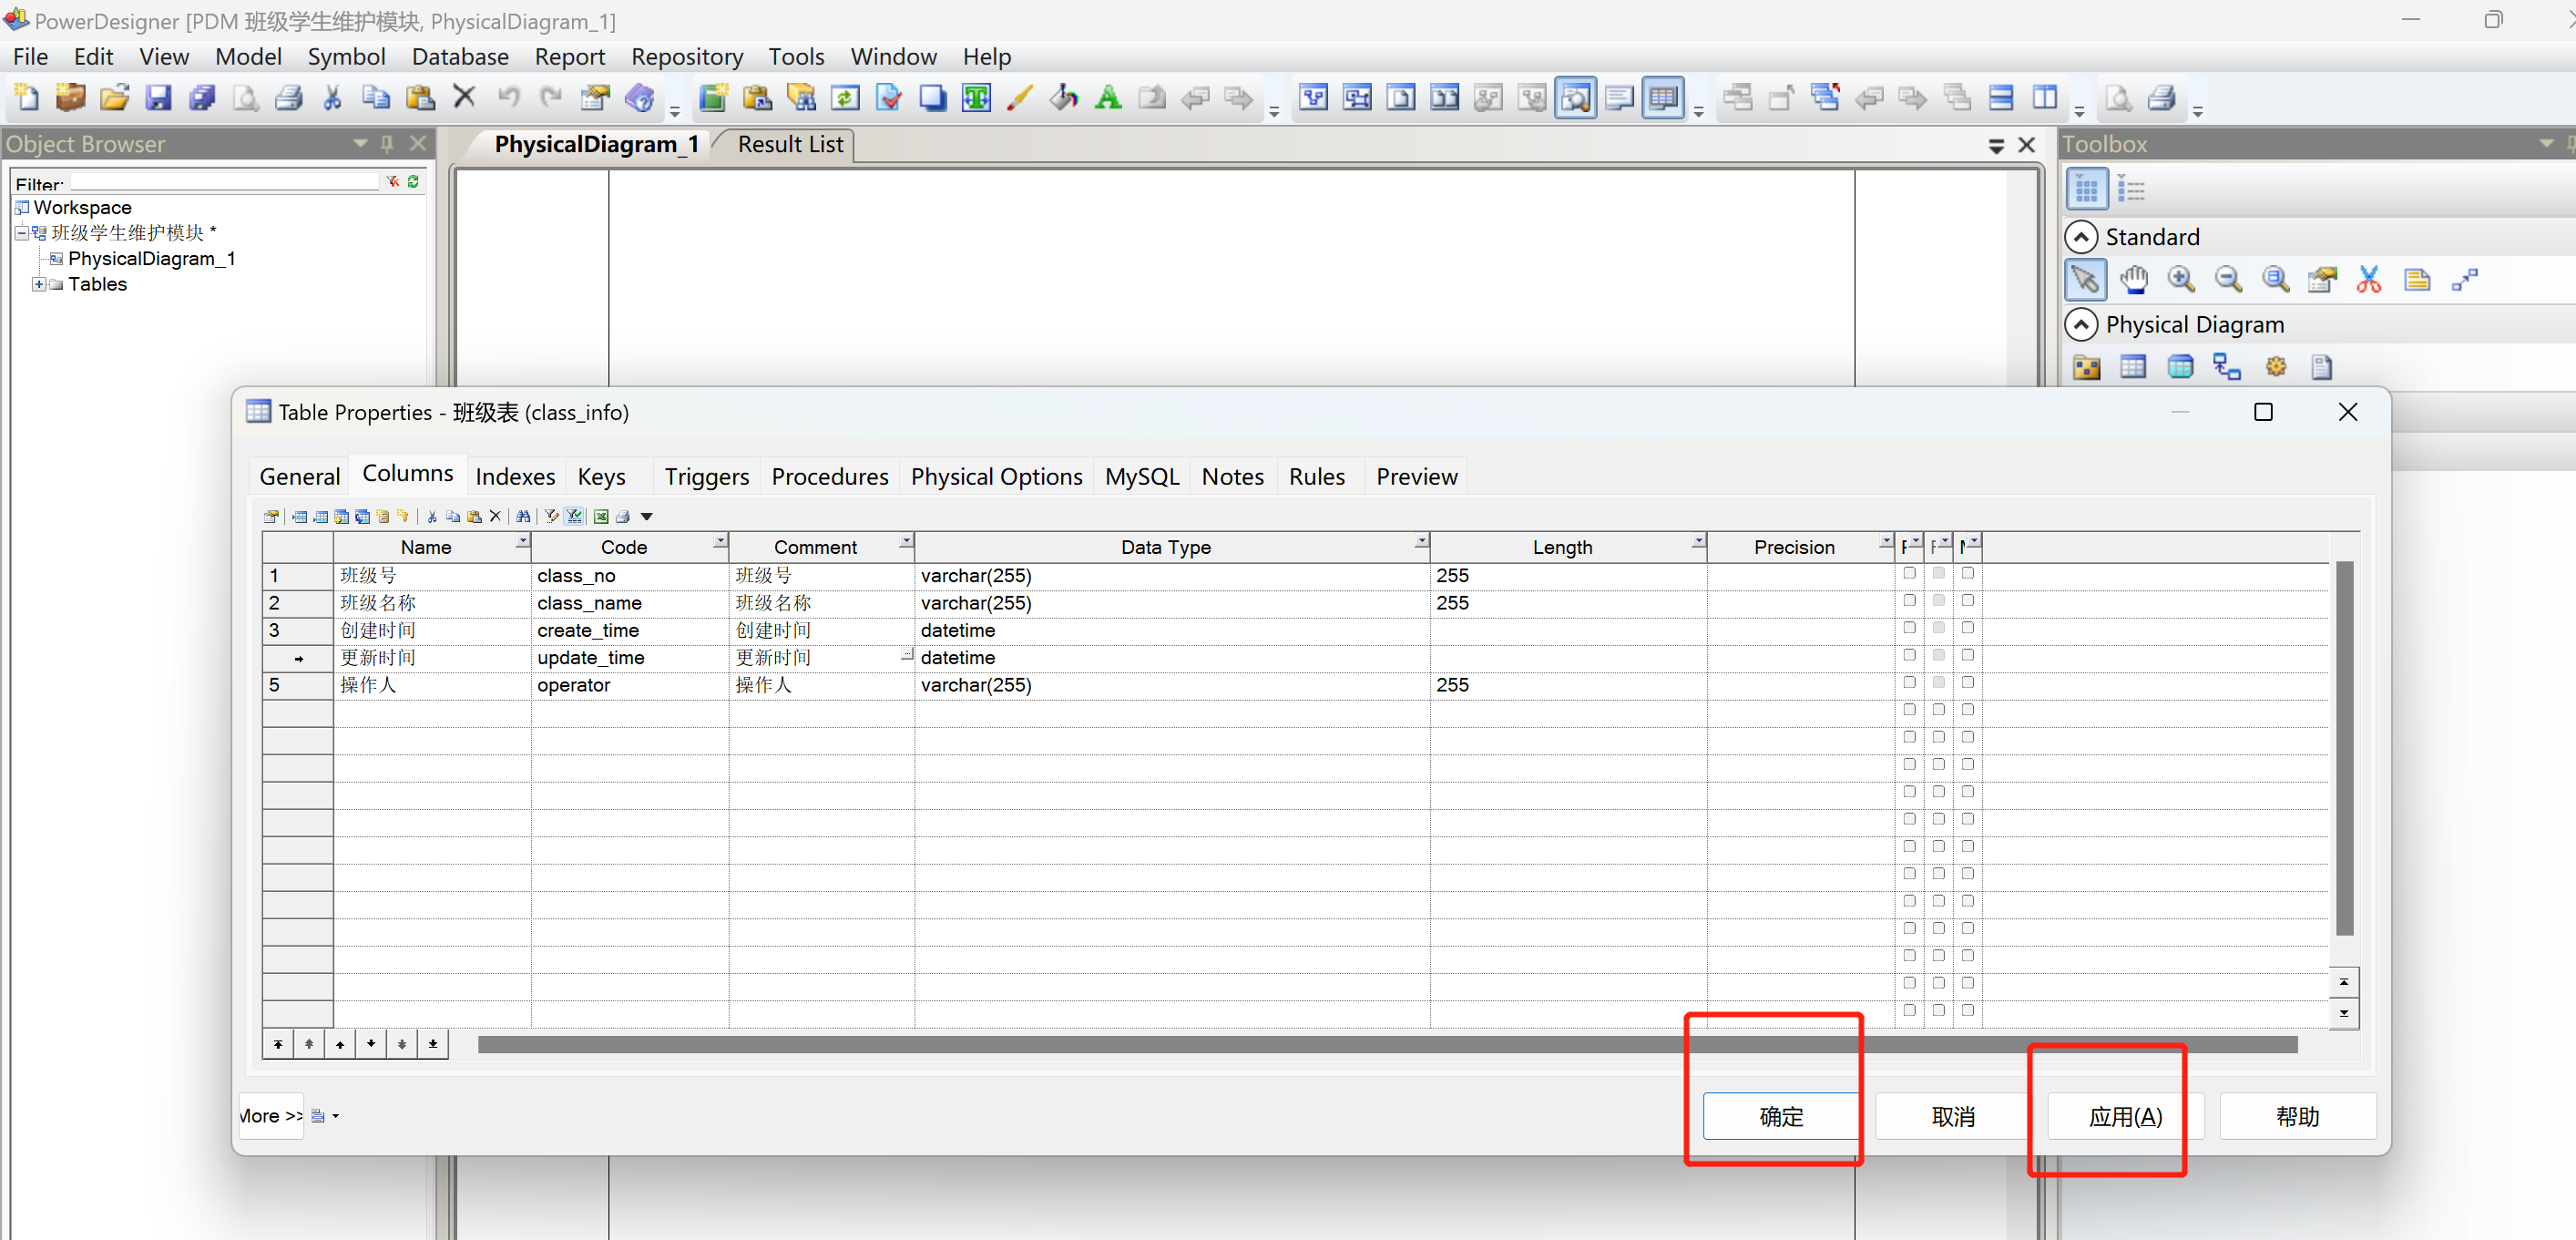 PowerDesigner [PDM 班级学生维护模块, PhysicalDiagram_1]
File Edit View Model Symbol Database Report Repository Tools Window Help
Object Browser
PhysicalDiagram_1 Result List
Toolbox
Filter:
Workspace
班级学生维护模块 *
PhysicalDiagram_1
Tables
Standard
Physical Diagram
Table Properties - 班级表 (class_info)
General Columns Indexes Keys Triggers Procedures Physical Options MySQL Notes Rules Preview
Name Code Comment Data Type Length Precision
1 班级号 class_no 班级号 varchar(255) 255
2 班级名称 class_name 班级名称 varchar(255) 255
3 创建时间 create_time 创建时间 datetime
更新时间 update_time 更新时间 datetime
5 操作人 operator 操作人 varchar(255) 255
More >> 确定 取消 应用(A) 帮助